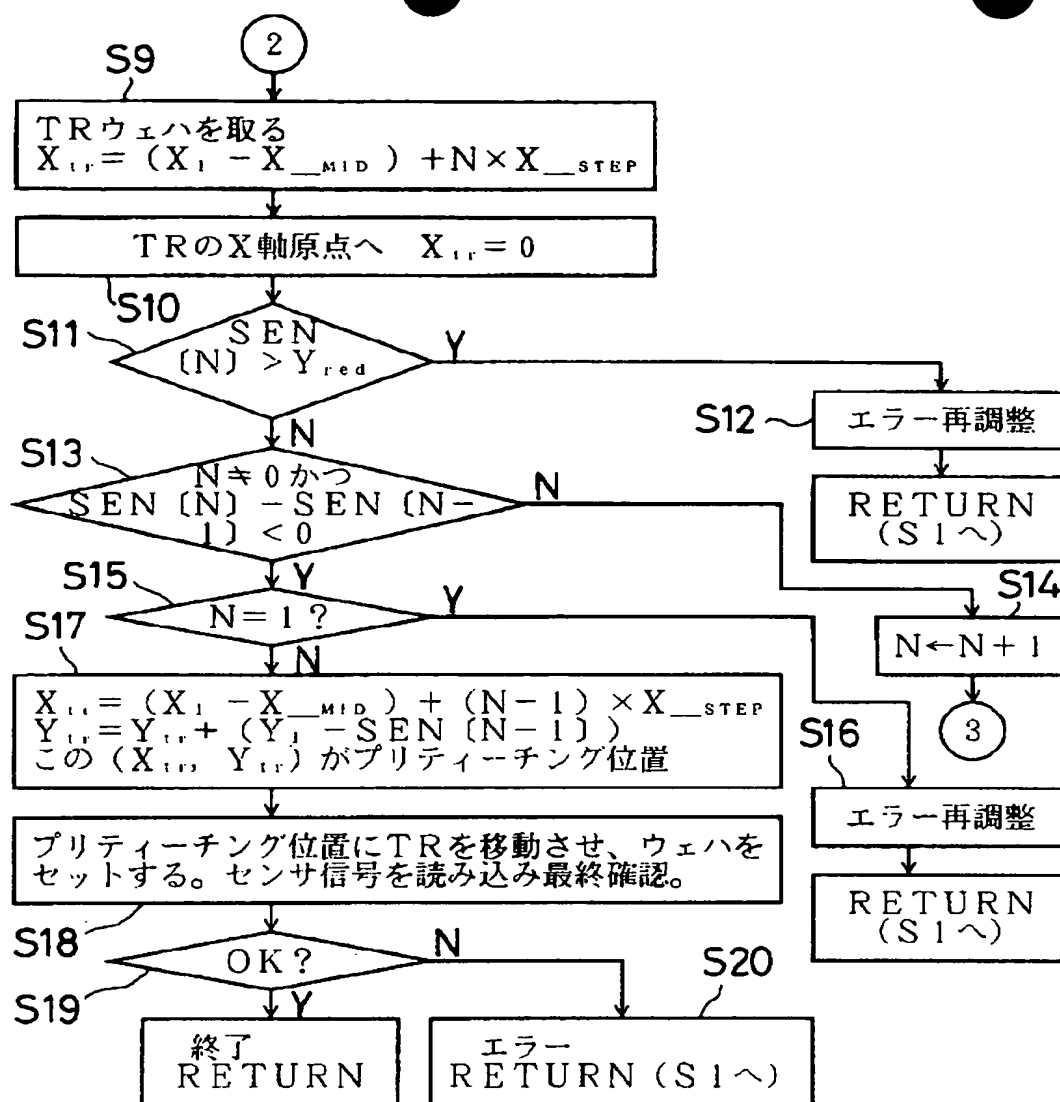 2
S9
TRウェハを取る
X_tr=(X_1-X__MID)+N×X__STEP
TRのX軸原点へ X_tr=0
S10
S11
SEN
〔N〕>Y_red
Y
S12
エラー再調整
RETURN
(S1へ)
N
S13
N≠0かつ
SEN〔N〕-SEN〔N-
1〕<0
N
S14
N←N+1
3
Y
S15
N=1?
Y
S16
エラー再調整
RETURN
(S1へ)
N
S17
X_tr=(X_1-X__MID)+(N-1)×X__STEP
Y_tr=Y_tr+(Y_1-SEN〔N-1〕)
この(X_tr, Y_tr)がプリティーチング位置
プリティーチング位置にTRを移動させ、ウェハを
セットする。センサ信号を読み込み最終確認。
S18
OK?
S19
N
S20
エラー
RETURN(S1へ)
Y
終了
RETURN